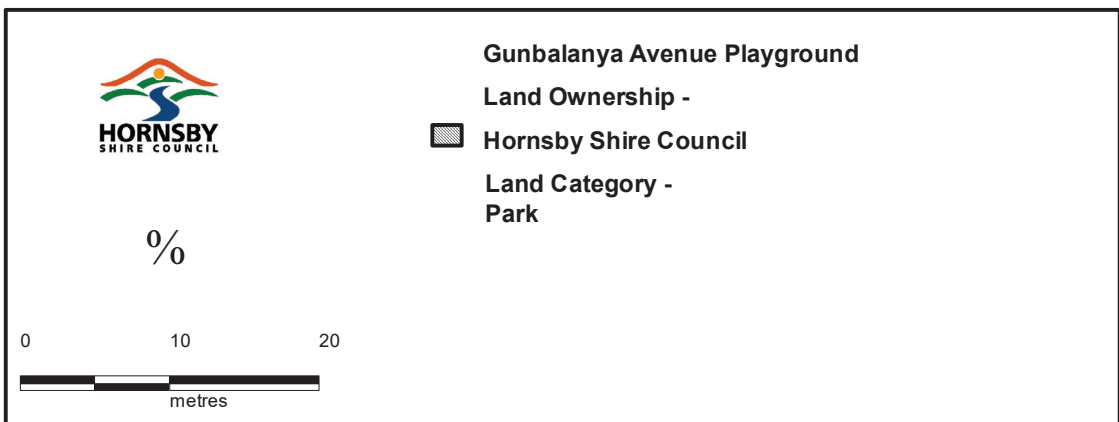 HORNSBY
SHIRE COUNCIL
Gunbalanya Avenue Playground
Land Ownership -
Hornsby Shire Council
Land Category -
Park
%
0 10 20
metres